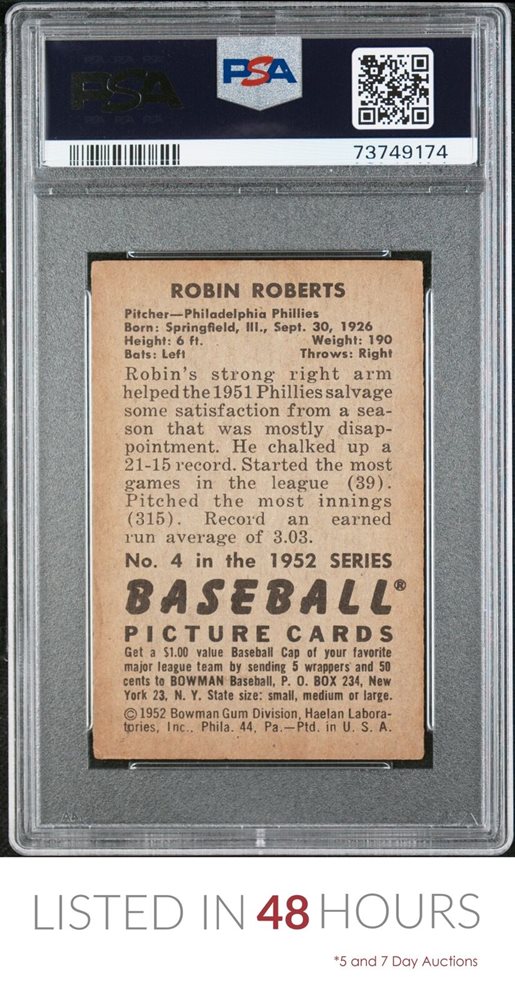 PSA
PSA
73749174
ROBIN ROBERTS
Pitcher—Philadelphia Phillies
Born: Springfield, Ill., Sept. 30, 1926
Height: 6 ft. Weight: 190
Bats: Left Throws: Right
Robin's strong right arm
helped the 1951 Phillies salvage
some satisfaction from a sea-
son that was mostly disap-
pointment. He chalked up a
21-15 record. Started the most
games in the league (39).
Pitched the most innings
(315). Record an earned
run average of 3.03.
No. 4 in the 1952 SERIES
BASEBALL®
PICTURE CARDS
Get a $1.00 value Baseball Cap of your favorite
major league team by sending 5 wrappers and 50
cents to BOWMAN Baseball, P. O. BOX 234, New
York 23, N. Y. State size: small, medium or large.
©1952 Bowman Gum Division, Haelan Labora-
tories, Inc., Phila. 44, Pa.—Ptd. in U. S. A.
LISTED IN 48 HOURS
*5 and 7 Day Auctions